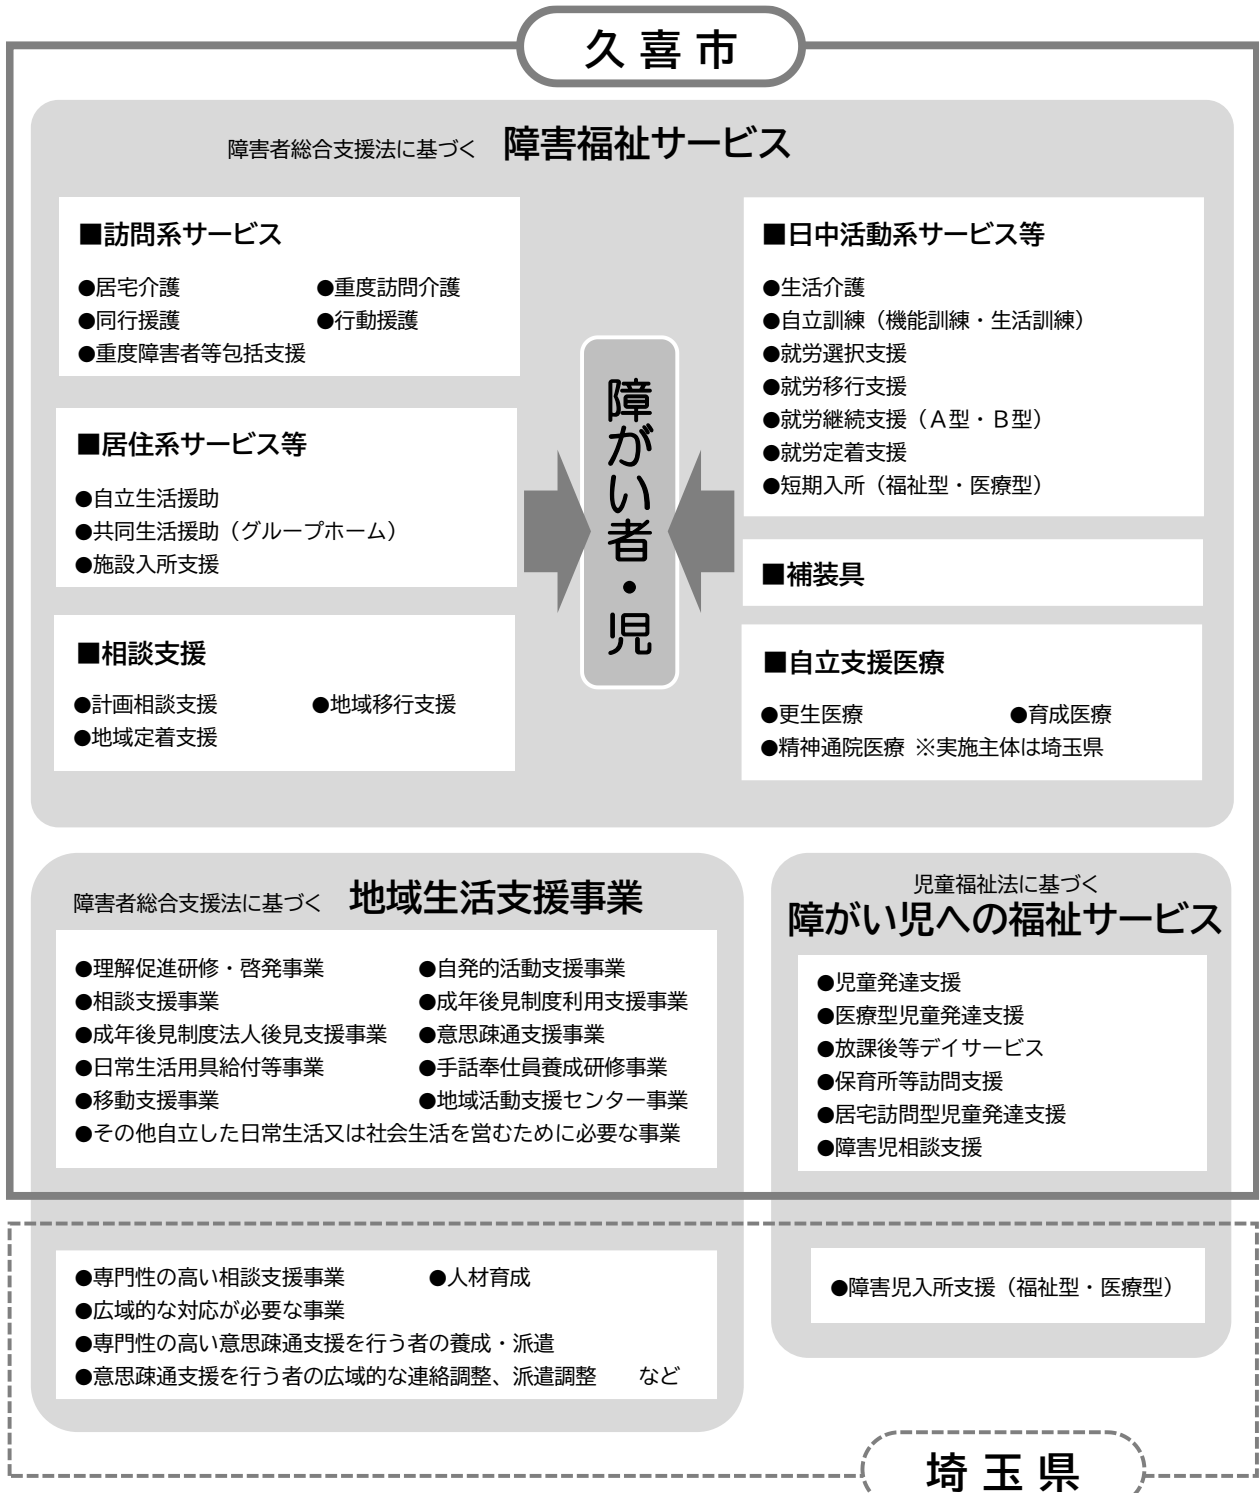 久喜市
障害者総合支援法に基づく 障害福祉サービス
■訪問系サービス
●居宅介護 ●重度訪問介護
●同行援護 ●行動援護
●重度障害者等包括支援
■居住系サービス等
●自立生活援助
●共同生活援助（グループホーム）
●施設入所支援
■相談支援
●計画相談支援 ●地域移行支援
●地域定着支援
障がい者・児
■日中活動系サービス等
●生活介護
●自立訓練（機能訓練・生活訓練）
●就労選択支援
●就労移行支援
●就労継続支援（Ａ型・Ｂ型）
●就労定着支援
●短期入所（福祉型・医療型）
■補装具
■自立支援医療
●更生医療 ●育成医療
●精神通院医療 ※実施主体は埼玉県
障害者総合支援法に基づく 地域生活支援事業
●理解促進研修・啓発事業 ●自発的活動支援事業
●相談支援事業 ●成年後見制度利用支援事業
●成年後見制度法人後見支援事業 ●意思疎通支援事業
●日常生活用具給付等事業 ●手話奉仕員養成研修事業
●移動支援事業 ●地域活動支援センター事業
●その他自立した日常生活又は社会生活を営むために必要な事業
児童福祉法に基づく
障がい児への福祉サービス
●児童発達支援
●医療型児童発達支援
●放課後等デイサービス
●保育所等訪問支援
●居宅訪問型児童発達支援
●障害児相談支援
●専門性の高い相談支援事業 ●人材育成
●広域的な対応が必要な事業
●専門性の高い意思疎通支援を行う者の養成・派遣
●意思疎通支援を行う者の広域的な連絡調整、派遣調整 など
●障害児入所支援（福祉型・医療型）
埼玉県